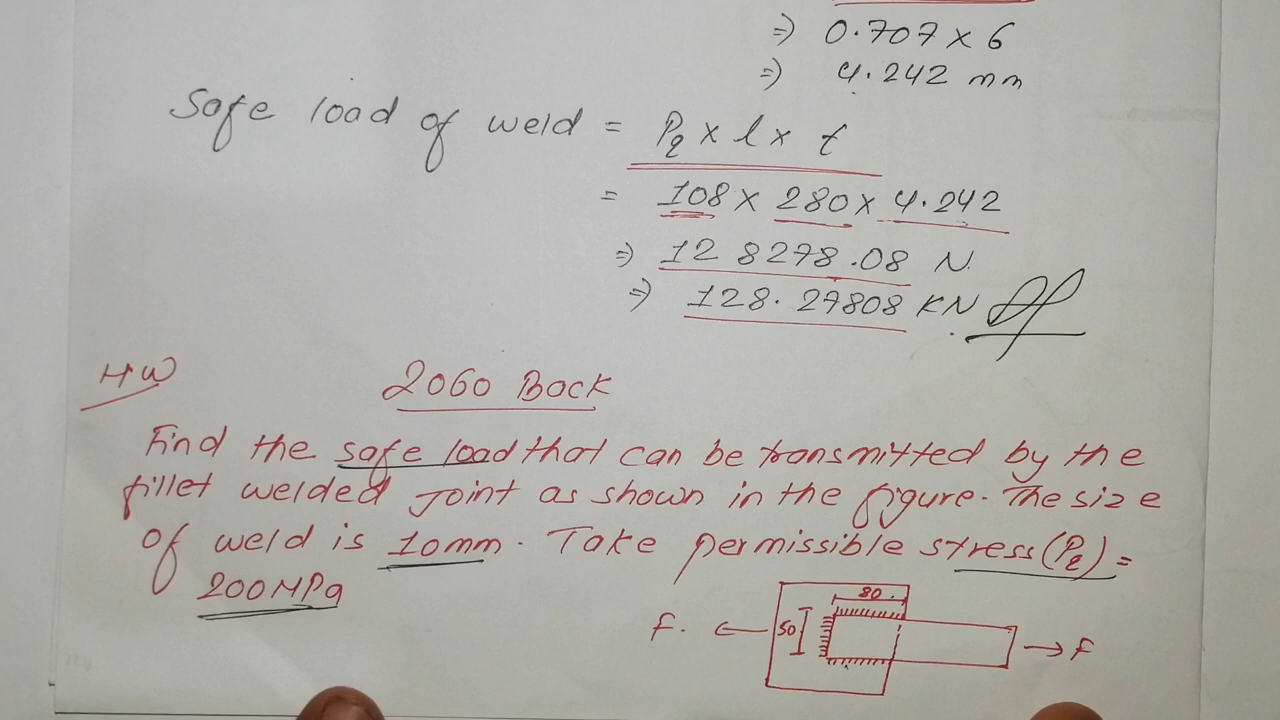 ⇒ 0.707 × 6
⇒ 4.242 mm
Safe load of weld = Pq × l × t
= 108 × 280 × 4.242
⇒ 128278.08 N
⇒ 128.27808 KN
HW
2060 Back
Find the safe load that can be transmitted by the
fillet welded joint as shown in the figure. The size
of weld is 10mm. Take permissible stress (Pq) =
200MPa
80
F. ← 50 → F